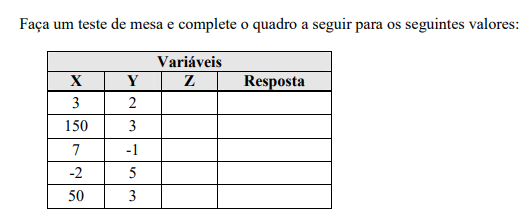 Faça um teste de mesa e complete o quadro a seguir para os seguintes valores:
Variáveis
X Y Z Resposta
3 2
150 3
7 -1
-2 5
50 3